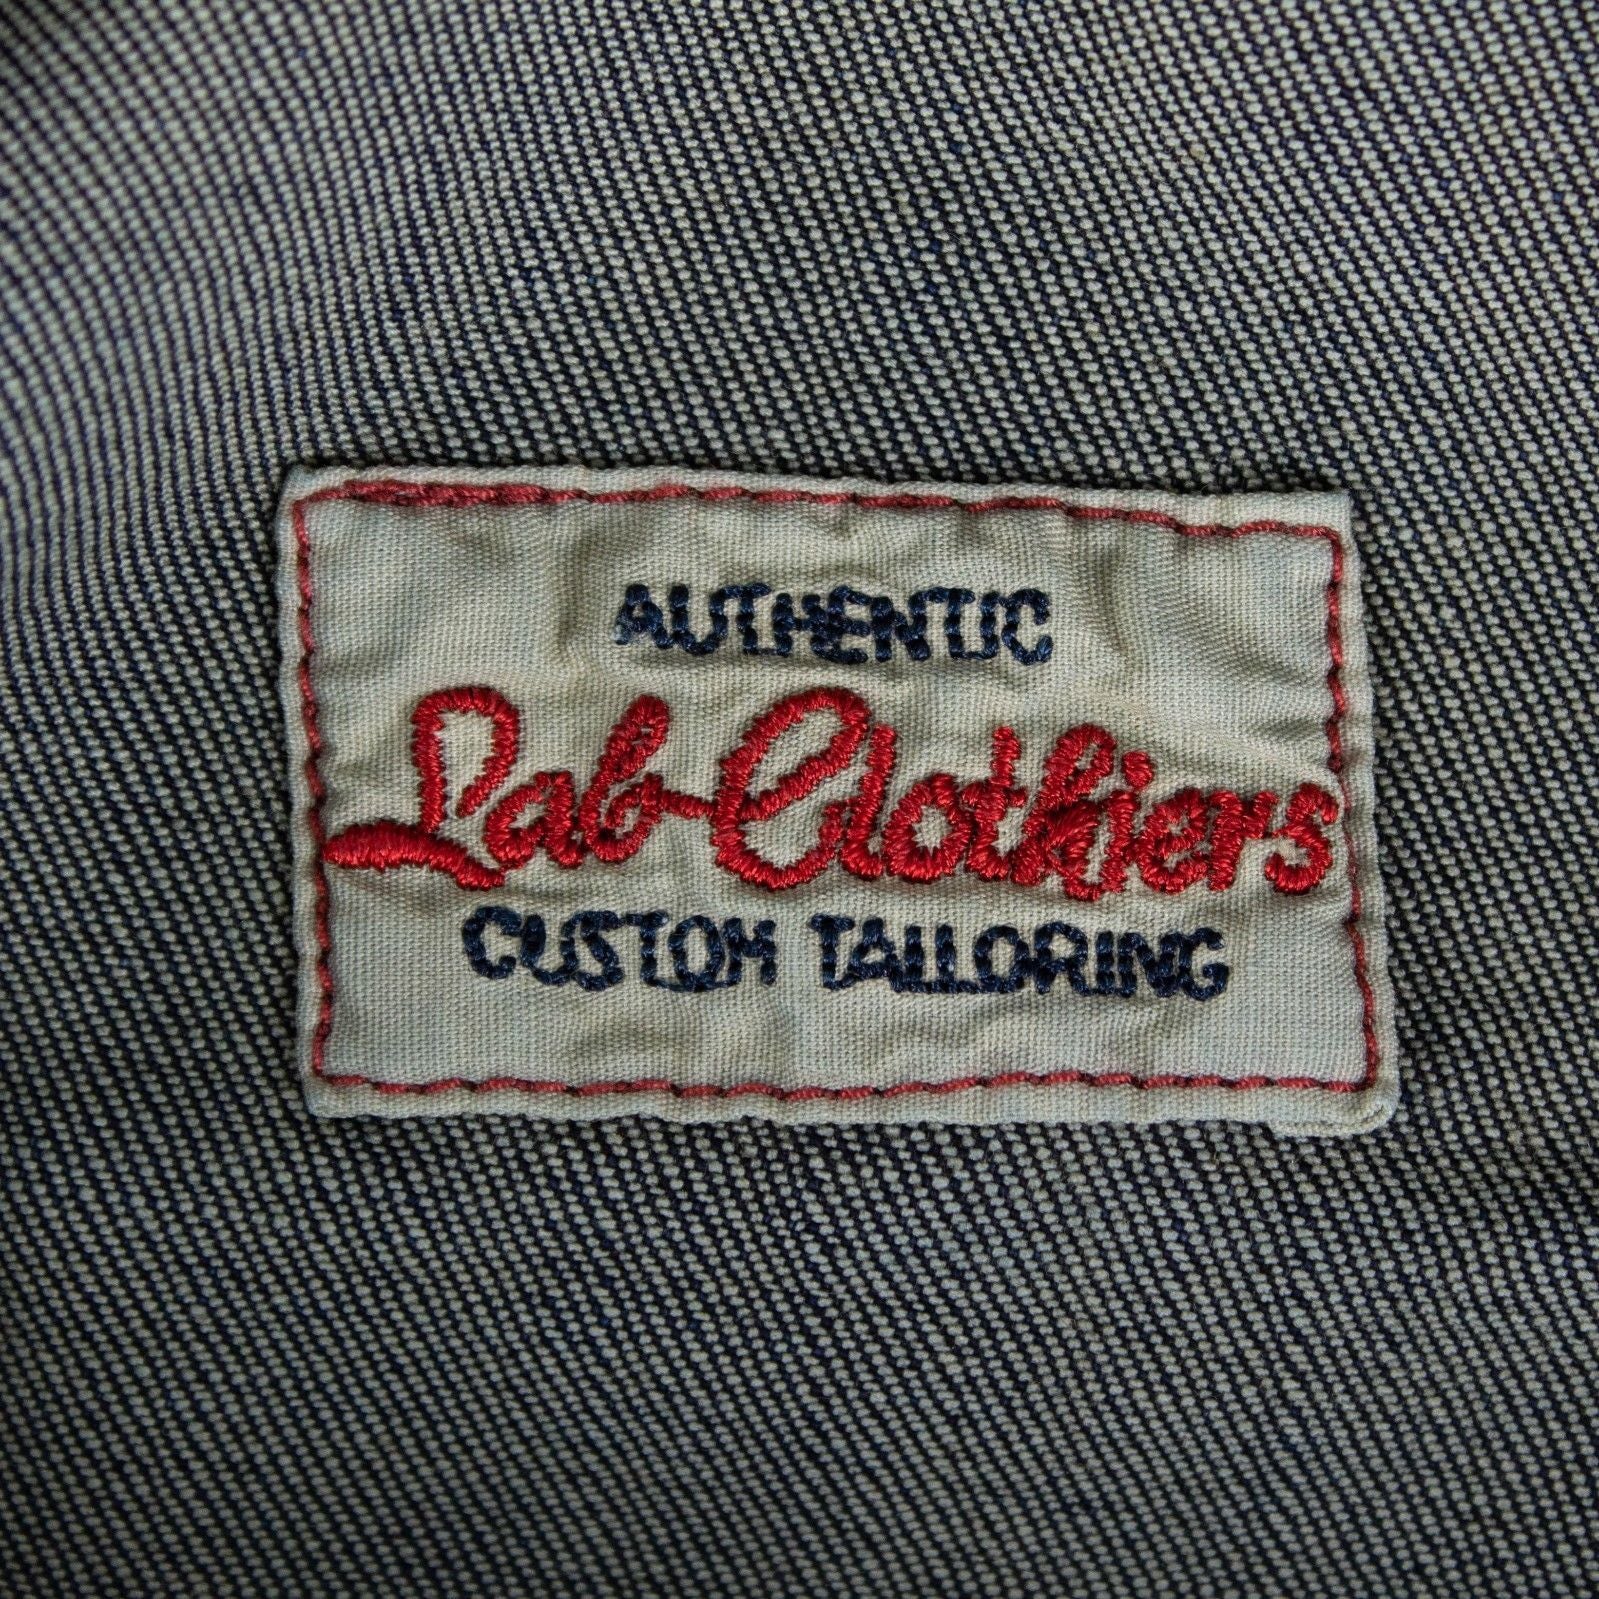 AUTHENTIC
Lab-Clothiers
CUSTOM TAILORING